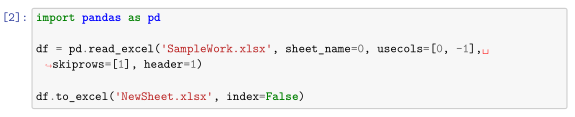 [2]: import pandas as pd
df = pd.read_excel('SampleWork.xlsx', sheet_name=0, usecols=[0, -1],␣
↪skiprows=[1], header=1)
df.to_excel('NewSheet.xlsx', index=False)